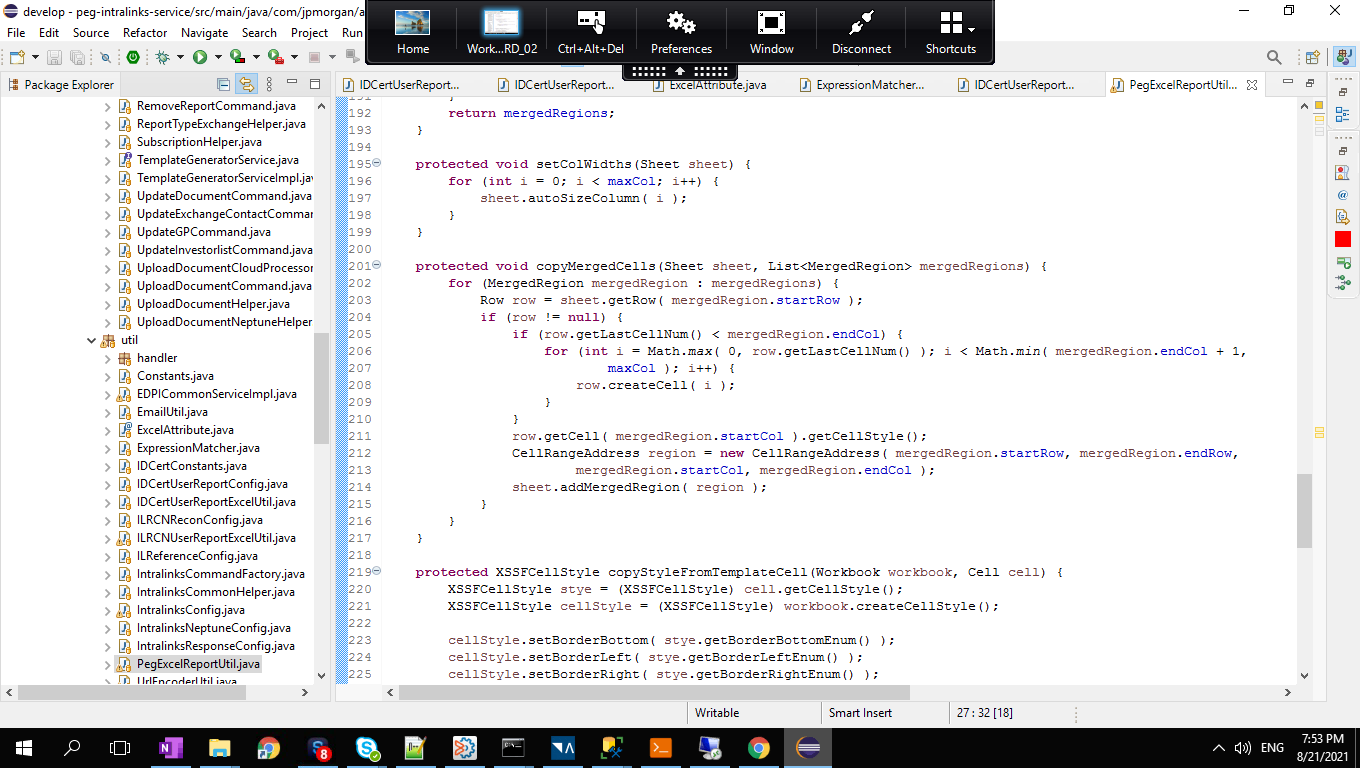 develop - peg-intralinks-service/src/main/java/com/jpmorgan/a
File Edit Source Refactor Navigate Search Project Run
Home
Work...RD_02
Ctrl+Alt+Del
Preferences
Window
Disconnect
Shortcuts
Package Explorer
IDCertUserReport...
IDCertUserReport...
ExcelAttribute.java
ExpressionMatcher...
IDCertUserReport...
PegExcelReportUtil...
RemoveReportCommand.java
ReportTypeExchangeHelper.java
SubscriptionHelper.java
TemplateGeneratorService.java
TemplateGeneratorServiceImpl.jav
UpdateDocumentCommand.java
UpdateExchangeContactCommar
UpdateGPCommand.java
UpdateInvestorlistCommand.java
UploadDocumentCloudProcessor
UploadDocumentCommand.java
UploadDocumentHelper.java
UploadDocumentNeptuneHelper
util
handler
Constants.java
EDPICommonServiceImpl.java
EmailUtil.java
ExcelAttribute.java
ExpressionMatcher.java
IDCertConstants.java
IDCertUserReportConfig.java
IDCertUserReportExcelUtil.java
ILRCNReconConfig.java
ILRCNUserReportExcelUtil.java
ILReferenceConfig.java
IntralinksCommandFactory.java
IntralinksCommonHelper.java
IntralinksConfig.java
IntralinksNeptuneConfig.java
IntralinksResponseConfig.java
PegExcelReportUtil.java
UrlEncoderUtil.java
191 }
192 return mergedRegions;
193 }
194
195 protected void setColWidths(Sheet sheet) {
196 for (int i = 0; i < maxCol; i++) {
197 sheet.autoSizeColumn( i );
198 }
199 }
200
201 protected void copyMergedCells(Sheet sheet, List<MergedRegion> mergedRegions) {
202 for (MergedRegion mergedRegion : mergedRegions) {
203 Row row = sheet.getRow( mergedRegion.startRow );
204 if (row != null) {
205 if (row.getLastCellNum() < mergedRegion.endCol) {
206 for (int i = Math.max( 0, row.getLastCellNum() ); i < Math.min( mergedRegion.endCol + 1,
207 maxCol ); i++) {
208 row.createCell( i );
209 }
210 }
211 row.getCell( mergedRegion.startCol ).getCellStyle();
212 CellRangeAddress region = new CellRangeAddress( mergedRegion.startRow, mergedRegion.endRow,
213 mergedRegion.startCol, mergedRegion.endCol );
214 sheet.addMergedRegion( region );
215 }
216 }
217 }
218
219 protected XSSFCellStyle copyStyleFromTemplateCell(Workbook workbook, Cell cell) {
220 XSSFCellStyle stye = (XSSFCellStyle) cell.getCellStyle();
221 XSSFCellStyle cellStyle = (XSSFCellStyle) workbook.createCellStyle();
222
223 cellStyle.setBorderBottom( stye.getBorderBottomEnum() );
224 cellStyle.setBorderLeft( stye.getBorderLeftEnum() );
225 cellStyle.setBorderRight( stye.getBorderRightEnum() );
Writable
Smart Insert
27 : 32 [18]
8
ENG
7:53 PM
8/21/2021